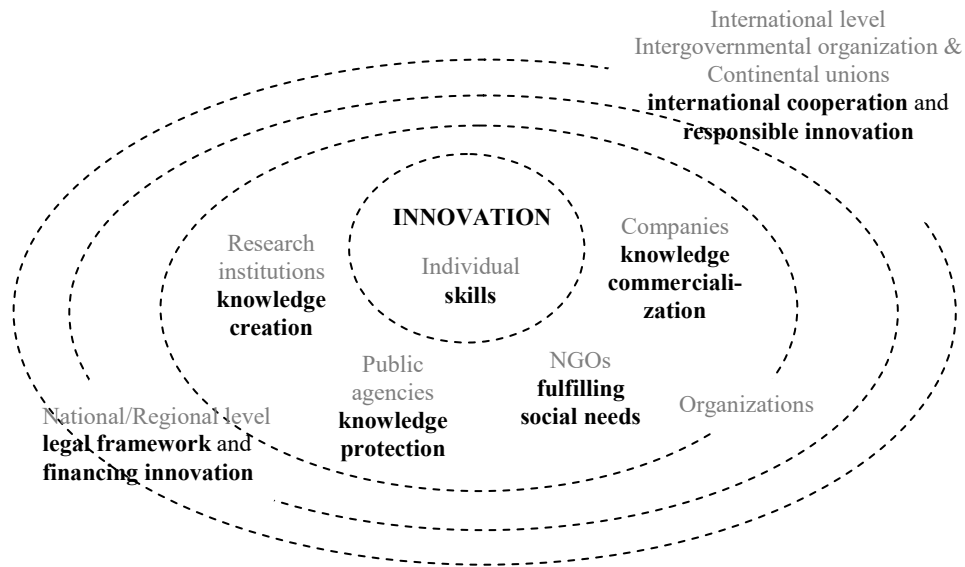 International level
Intergovernmental organization &
Continental unions
international cooperation and
responsible innovation
INNOVATION
Individual
skills
Research
institutions
knowledge
creation
Companies
knowledge
commerciali-
zation
Public
agencies
knowledge
protection
NGOs
fulfilling
social needs
Organizations
National/Regional level
legal framework and
financing innovation